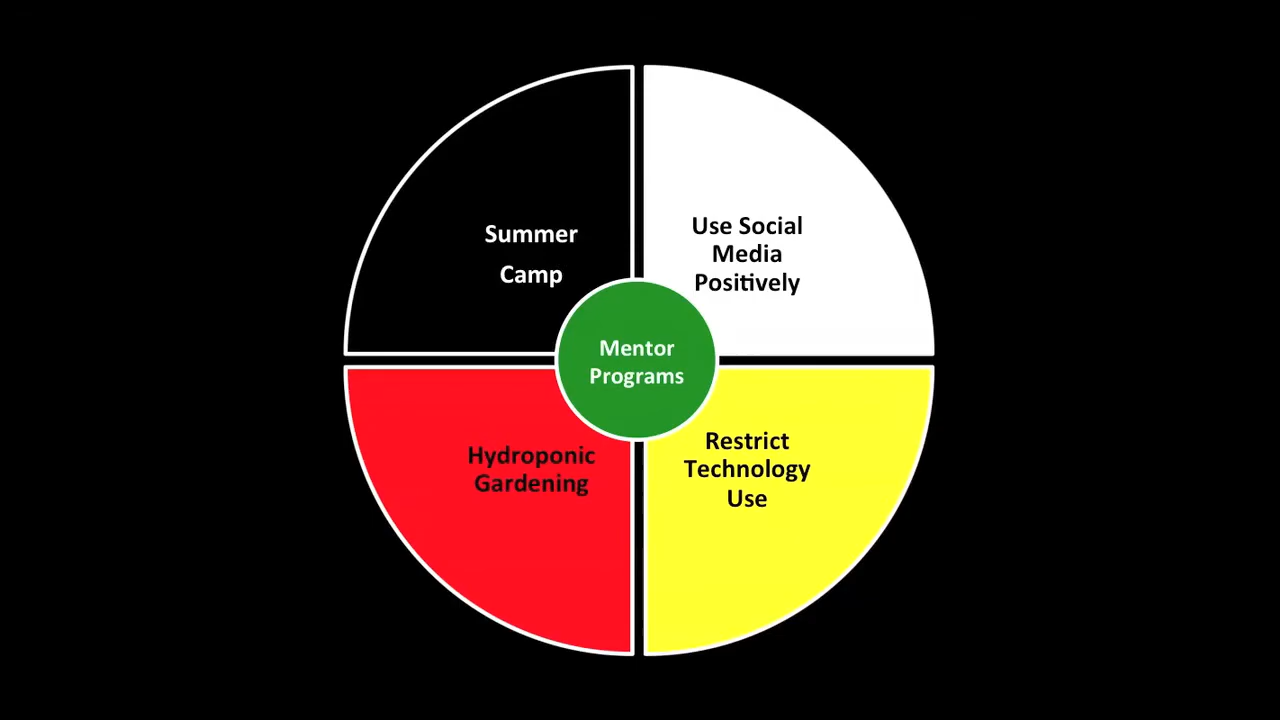 Summer
Camp
Use Social
Media
Positively
Mentor
Programs
Hydroponic
Gardening
Restrict
Technology
Use